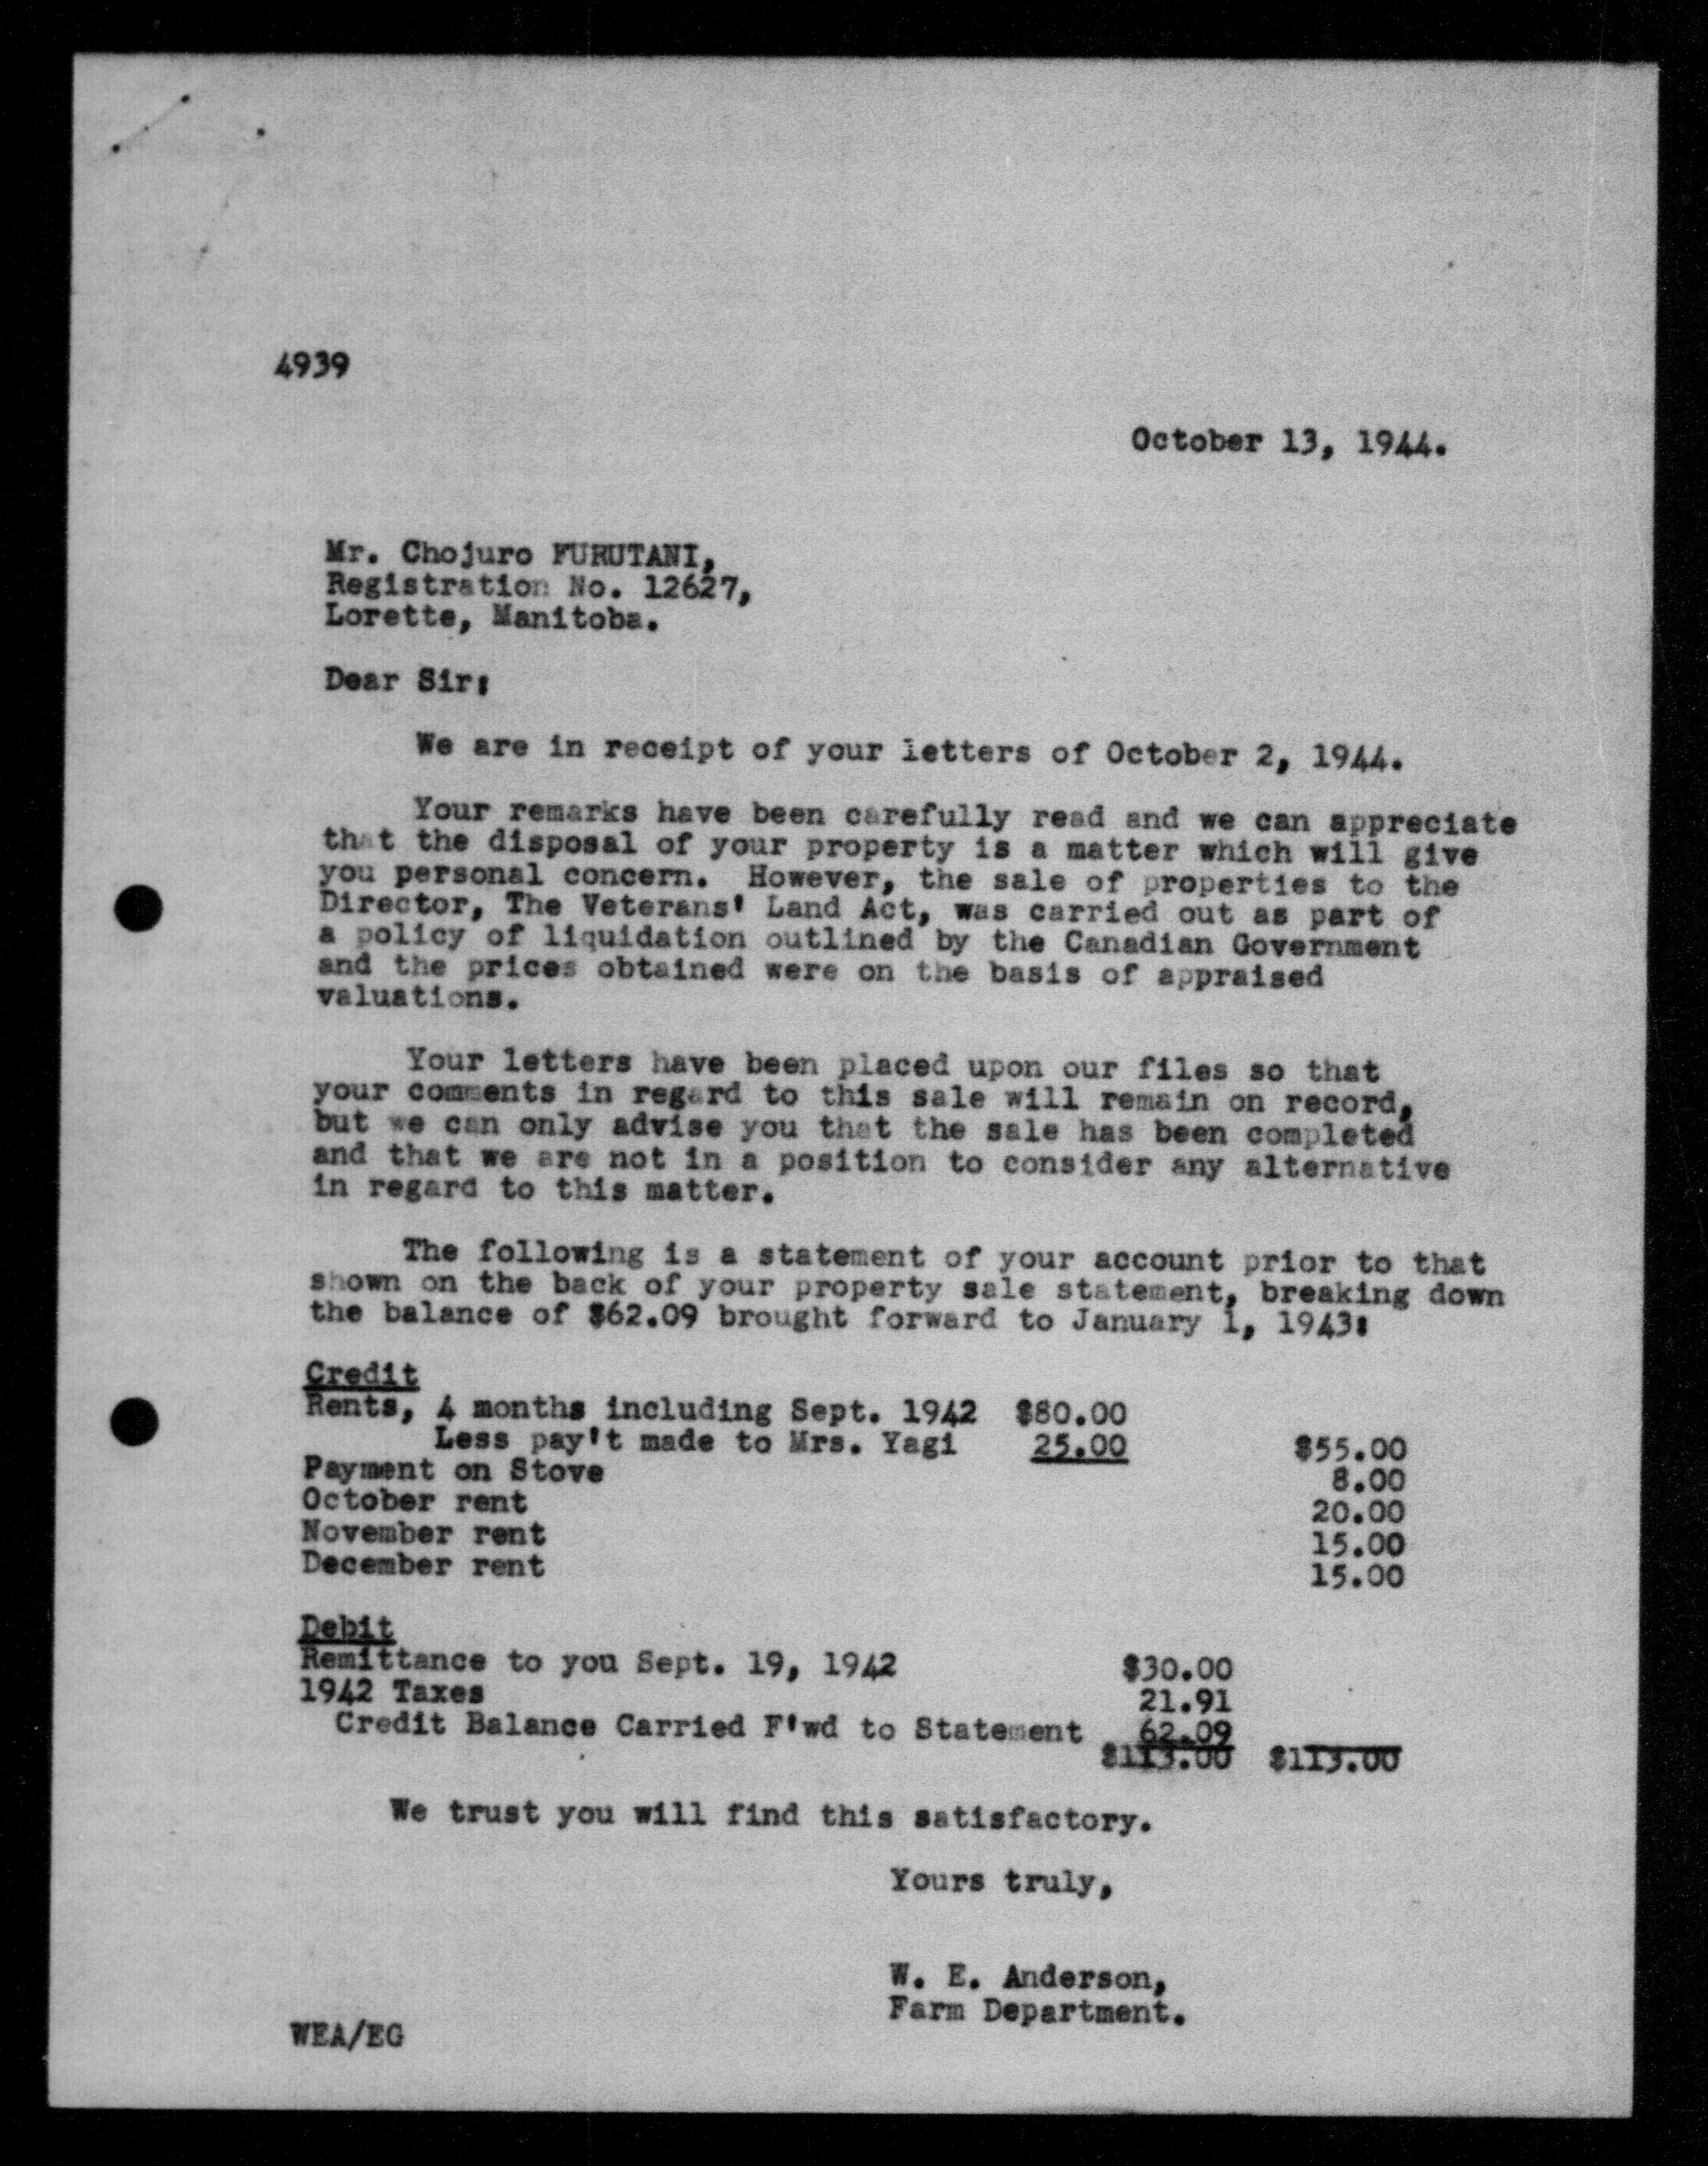 4939
October 13, 1944.
Mr. Chojuro FURUTANI,
Registration No. 12627,
Lorette, Manitoba.
Dear Sir:
We are in receipt of your letters of October 2, 1944.
Your remarks have been carefully read and we can appreciate
that the disposal of your property is a matter which will give
you personal concern. However, the sale of properties to the
Director, The Veterans' Land Act, was carried out as part of
a policy of liquidation outlined by the Canadian Government
and the prices obtained were on the basis of appraised
valuations.
Your letters have been placed upon our files so that
your comments in regard to this sale will remain on record,
but we can only advise you that the sale has been completed
and that we are not in a position to consider any alternative
in regard to this matter.
The following is a statement of your account prior to that
shown on the back of your property sale statement, breaking down
the balance of $62.09 brought forward to January 1, 1943:
Credit
Rents, 4 months including Sept. 1942 $80.00
Less pay't made to Mrs. Yagi 25.00 $55.00
Payment on Stove 8.00
October rent 20.00
November rent 15.00
December rent 15.00
Debit
Remittance to you Sept. 19, 1942 $30.00
1942 Taxes 21.91
Credit Balance Carried F'wd to Statement 62.09
$113.00 $113.00
We trust you will find this satisfactory.
Yours truly,
W. E. Anderson,
Farm Department.
WEA/EG